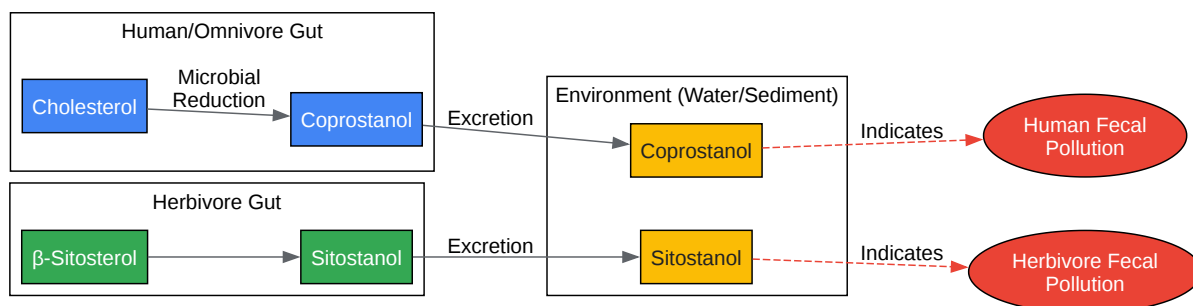 Human/Omnivore Gut
Cholesterol
Microbial
Reduction
Coprostanol
Excretion
Environment (Water/Sediment)
Coprostanol
Indicates
Human Fecal
Pollution
Herbivore Gut
β-Sitosterol
Sitostanol
Excretion
Sitostanol
Indicates
Herbivore Fecal
Pollution